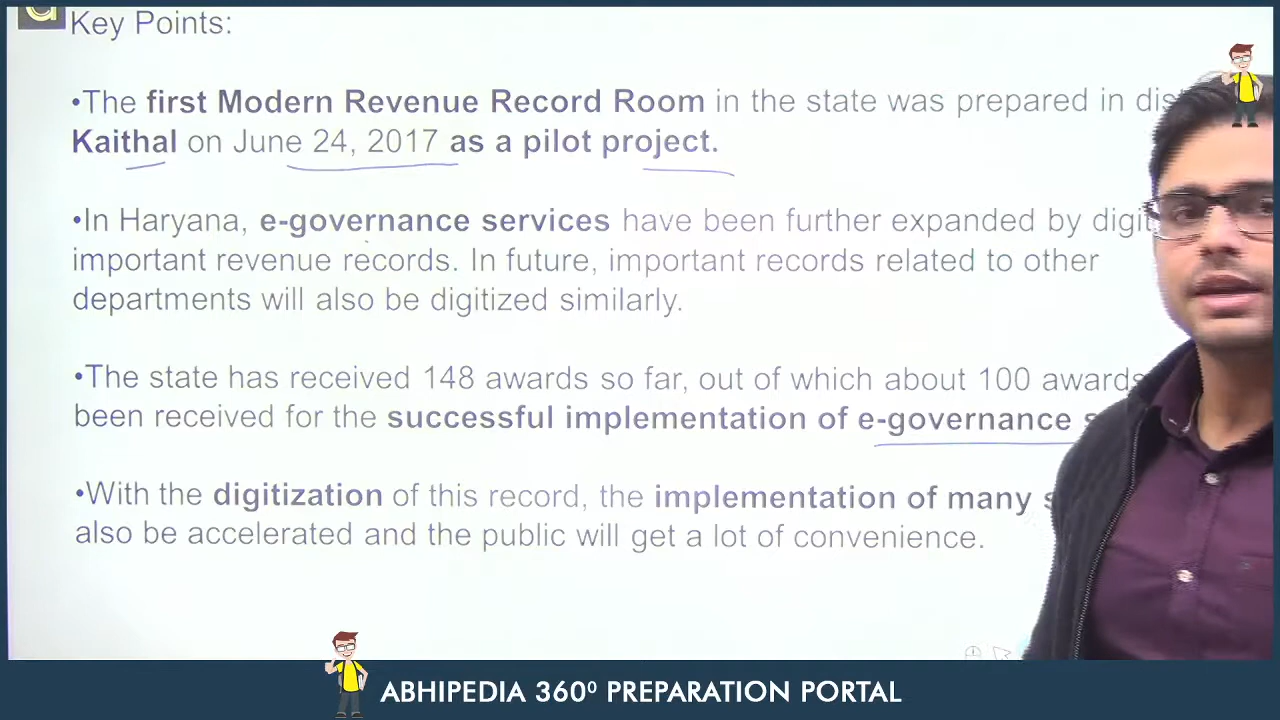 Key Points:
•The first Modern Revenue Record Room in the state was prepared in
Kaithal on June 24, 2017 as a pilot project.
•In Haryana, e-governance services have been further expanded by
important revenue records. In future, important records related to other
departments will also be digitized similarly.
•The state has received 148 awards so far, out of which about 100 awards
been received for the successful implementation of e-governance
•With the digitization of this record, the implementation of many
also be accelerated and the public will get a lot of convenience.
ABHIPEDIA 360⁰ PREPARATION PORTAL